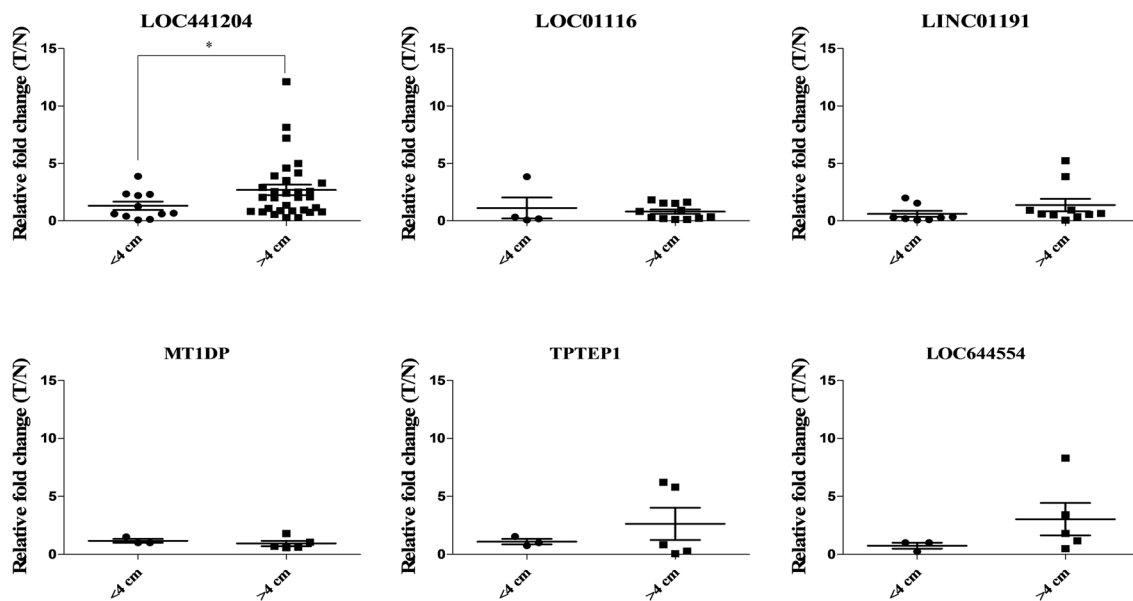 LOC441204
Relative fold change (T/N)
15
10
5
0
*
<4 cm
>4 cm
LOC01116
Relative fold change (T/N)
15
10
5
0
<4 cm
>4 cm
LINC01191
Relative fold change (T/N)
15
10
5
0
<4 cm
>4 cm
MT1DP
Relative fold change (T/N)
15
10
5
0
<4 cm
>4 cm
TPTEP1
Relative fold change (T/N)
15
10
5
0
<4 cm
>4 cm
LOC644554
Relative fold change (T/N)
15
10
5
0
<4 cm
>4 cm